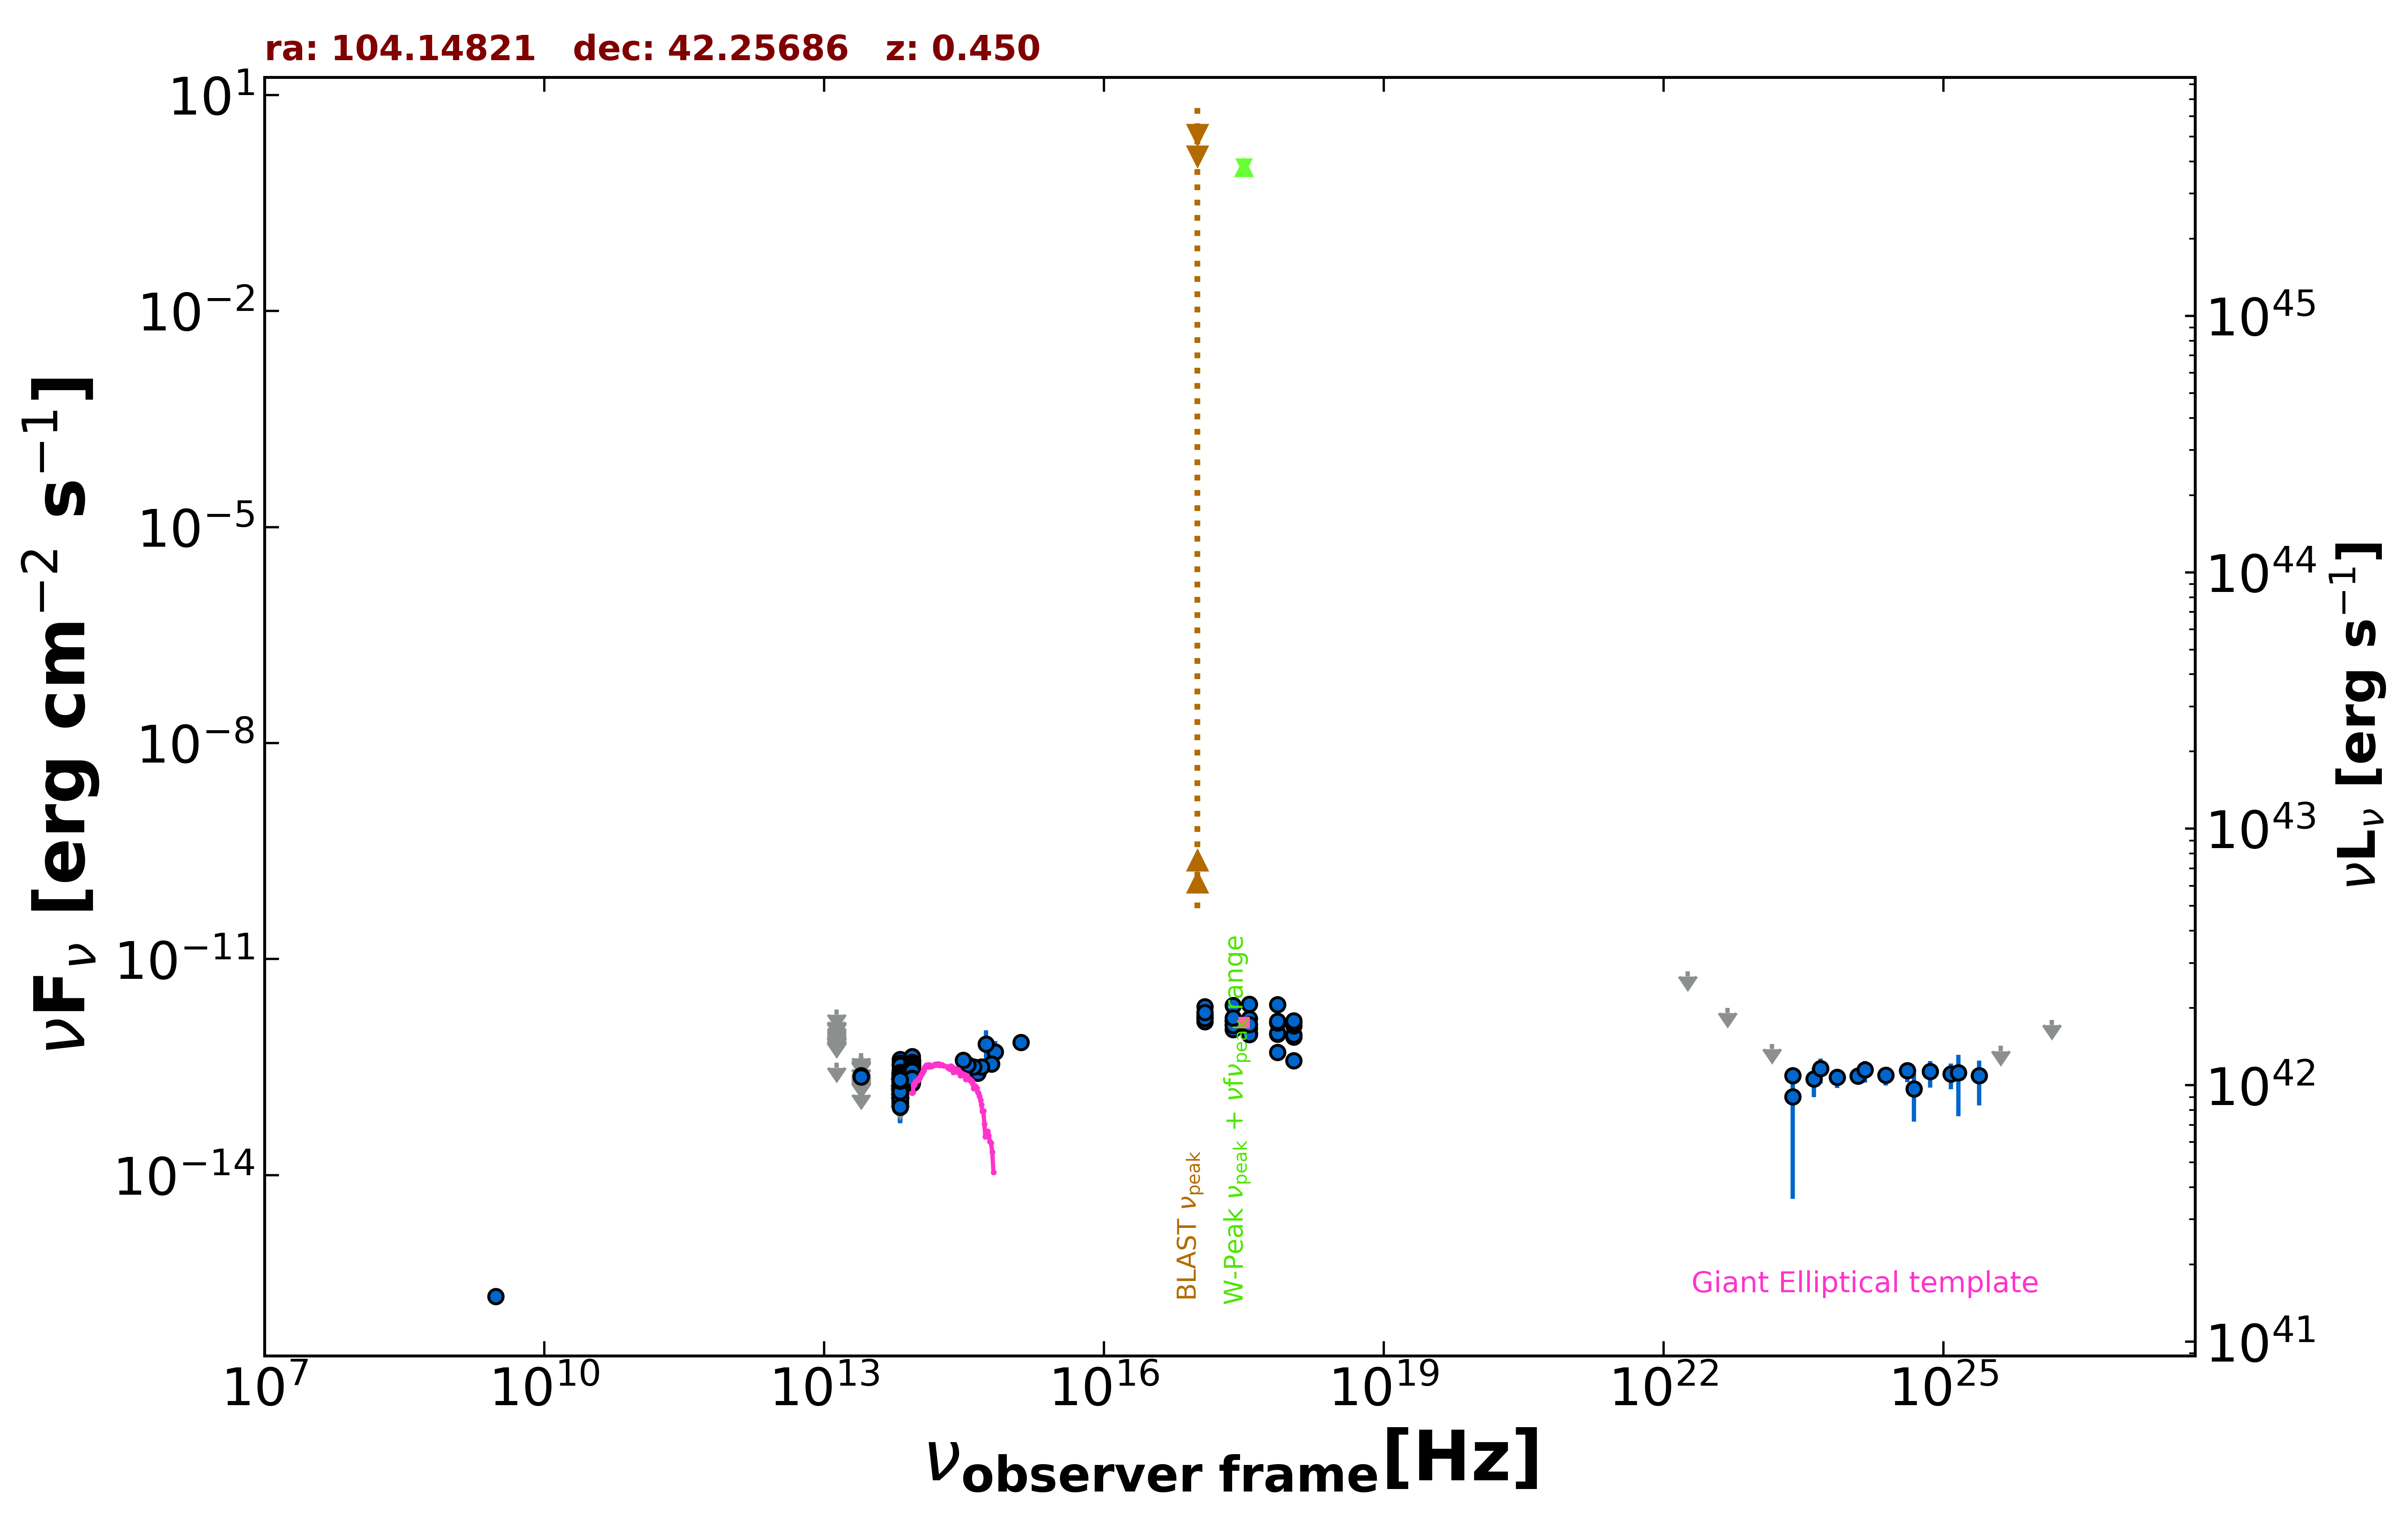 ra: 104.14821   dec: 42.25686   z: 0.450
10^1
10^−2
10^−5
10^−8
10^−11
10^−14
νF_ν [erg cm^−2 s^−1]
10^45
10^44
10^43
10^42
10^41
νL_ν [erg s^−1]
BLAST ν_peak
W-Peak ν_peak + νfν_peak range
Giant Elliptical template
10^7
10^10
10^13
10^16
10^19
10^22
10^25
ν_observer frame [Hz]